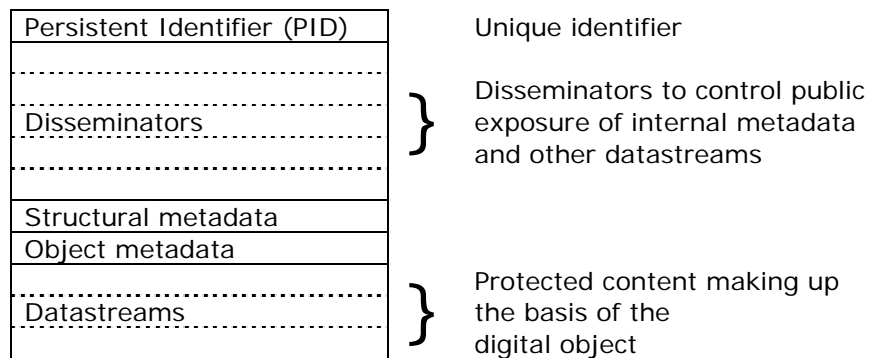 Persistent Identifier (PID)
Unique identifier
Disseminators
Disseminators to control public
exposure of internal metadata
and other datastreams
Structural metadata
Object metadata
Datastreams
Protected content making up
the basis of the
digital object